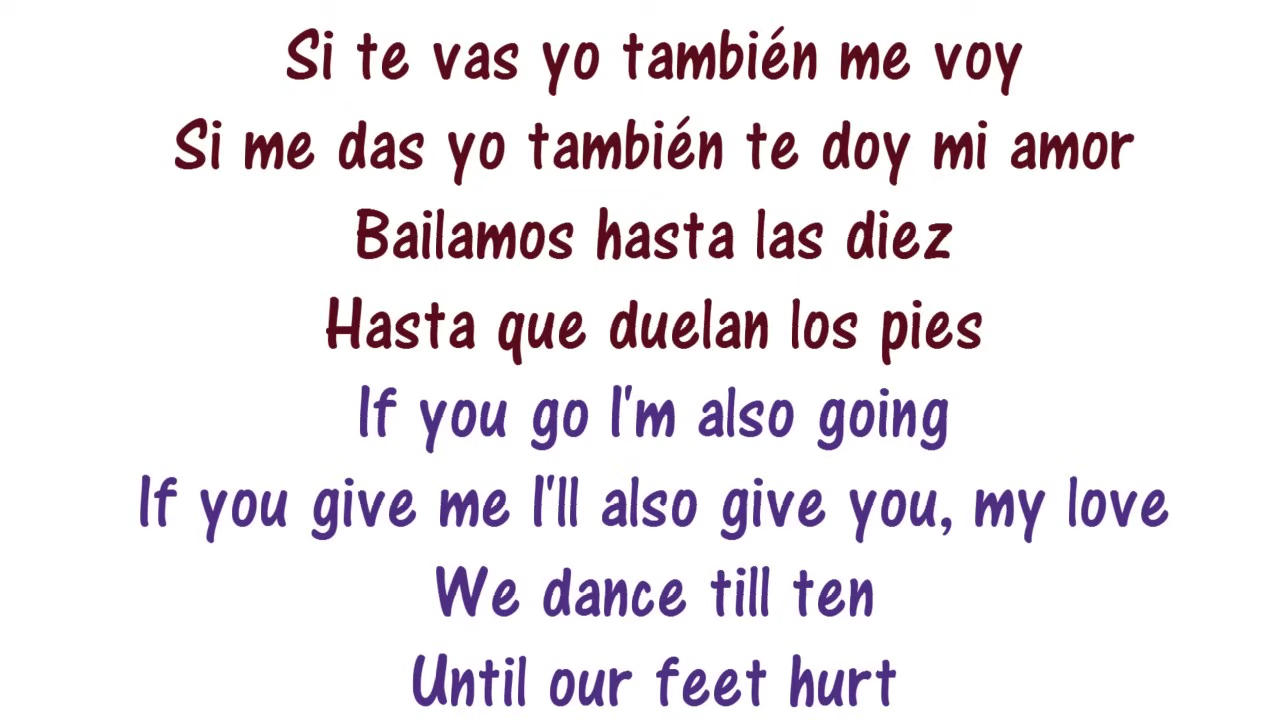 Si te vas yo también me voy
Si me das yo también te doy mi amor
Bailamos hasta las diez
Hasta que duelan los pies
If you go I'm also going
If you give me I'll also give you, my love
We dance till ten
Until our feet hurt